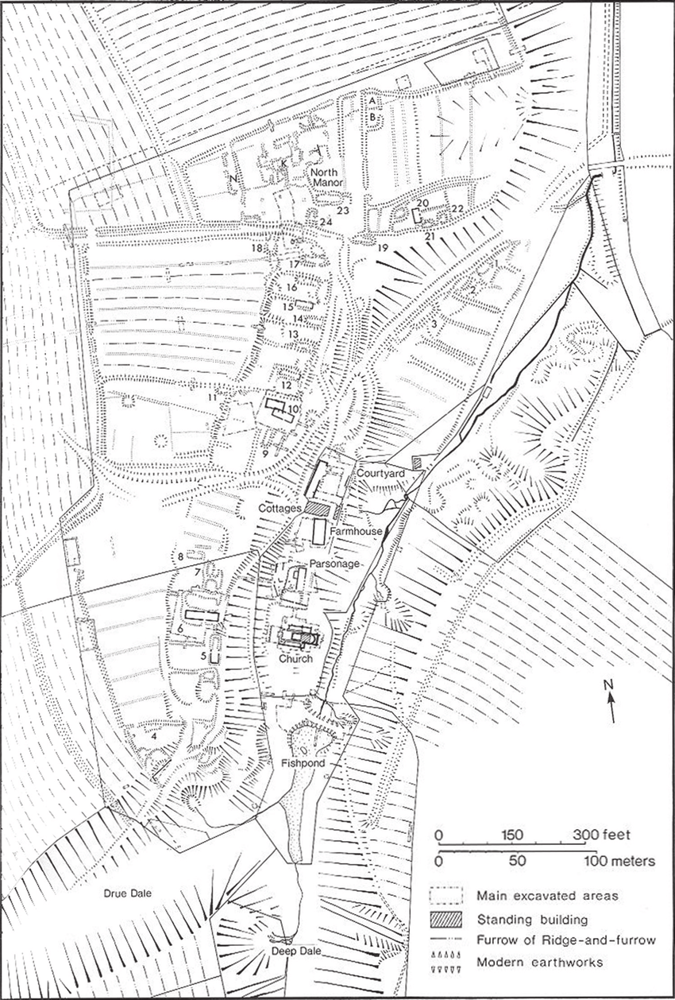 A
B
K
N
North
Manor
J
23
20
22
24
21
6
19
18
17
1
16
2
15
14
3
13
12
11
10
9
Courtyard
Cottages
Farmhouse
8
Parsonage
7
6
5
Church
N
4
Fishpond
0 150 300 feet
0 50 100 meters
Drue Dale
Main excavated areas
Standing building
Furrow of Ridge-and-furrow
Deep Dale
Modern earthworks